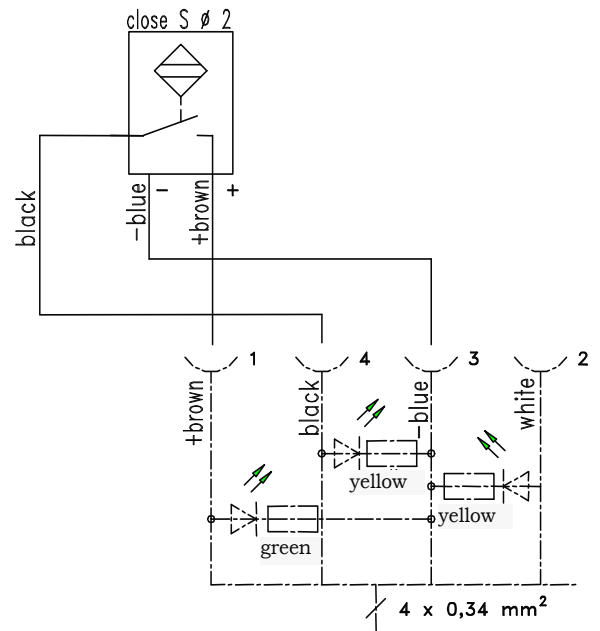 close S ø 2
-blue
-
+brown
+
black
1
4
3
2
+brown
black
-blue
white
yellow
yellow
green
4 x 0,34 mm²